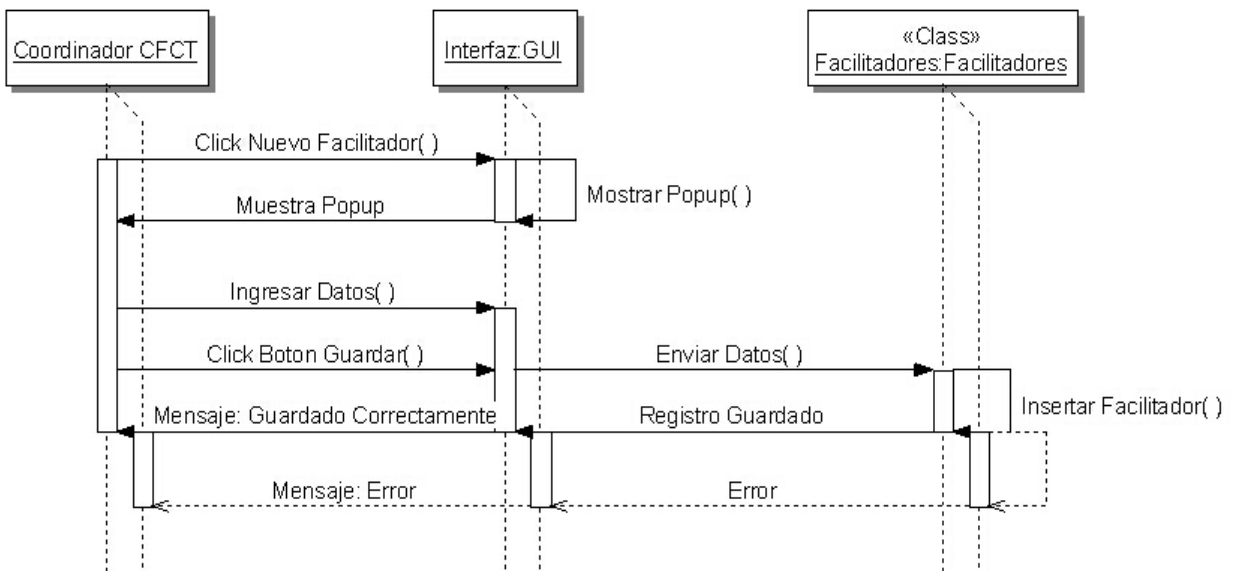 Coordinador CFCT
Interfaz:GUI
«Class»
Facilitadores:Facilitadores
Click Nuevo Facilitador( )
Mostrar Popup( )
Muestra Popup
Ingresar Datos( )
Click Boton Guardar( )
Enviar Datos( )
Mensaje: Guardado Correctamente
Registro Guardado
Insertar Facilitador( )
Mensaje: Error
Error